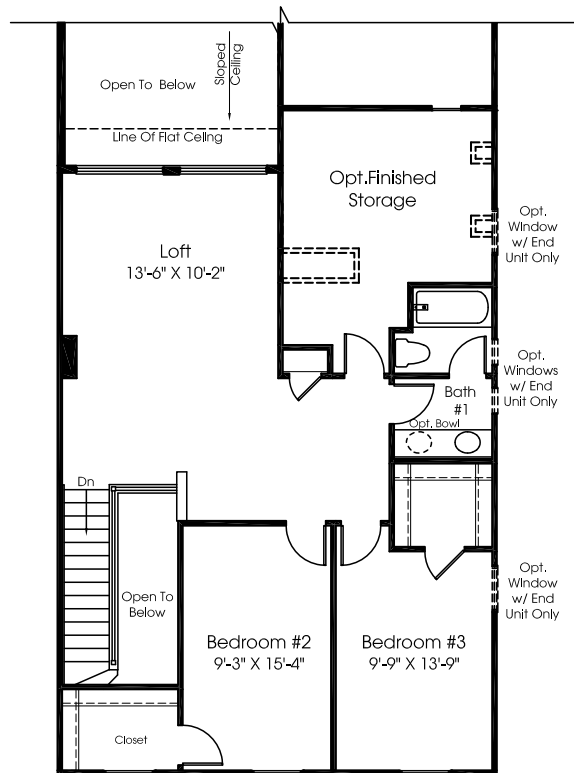 Sloped
Ceiling
Open To Below
Line Of Flat Celing
Opt.Finished
Storage
Opt.
Window
w/ End
Unit Only
Loft
13'-6" X 10'-2"
Opt.
Windows
w/ End
Unit Only
Bath
#1
Opt. Bowl
Dn
Open To
Below
Opt.
Window
w/ End
Unit Only
Bedroom #2
9'-3" X 15'-4"
Bedroom #3
9'-9" X 13'-9"
Closet